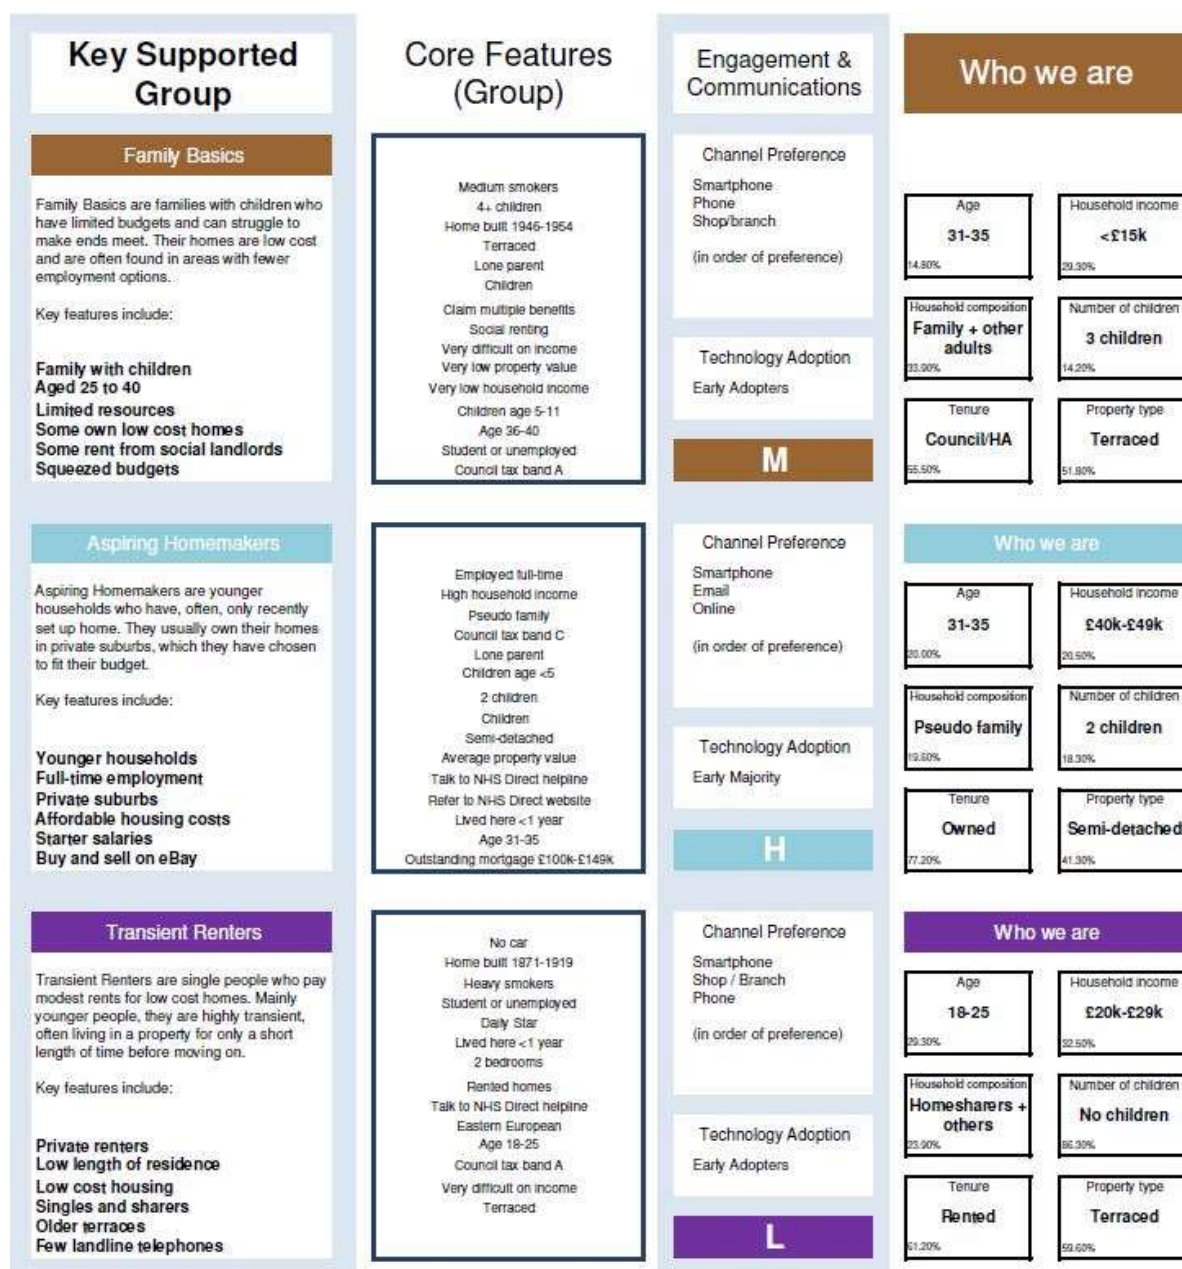 Key Supported
Group
Core Features
(Group)
Engagement &
Communications
Who we are
Family Basics
Family Basics are families with children who
have limited budgets and can struggle to
make ends meet. Their homes are low cost
and are often found in areas with fewer
employment options.
Key features include:
Family with children
Aged 25 to 40
Limited resources
Some own low cost homes
Some rent from social landlords
Squeezed budgets
Medium smokers
4+ children
Home built 1946-1954
Terraced
Lone parent
Children
Claim multiple benefits
Social renting
Very difficult on income
Very low property value
Very low household income
Children age 5-11
Age 36-40
Student or unemployed
Council tax band A
Channel Preference
Smartphone
Phone
Shop/branch
(in order of preference)
Technology Adoption
Early Adopters
M
Age
31-35
14.80%
Household income
<£15k
29.30%
Household composition
Family + other
adults
33.90%
Number of children
3 children
14.20%
Tenure
Council/HA
55.50%
Property type
Terraced
51.80%
Aspiring Homemakers
Aspiring Homemakers are younger
households who have, often, only recently
set up home. They usually own their homes
in private suburbs, which they have chosen
to fit their budget.
Key features include:
Younger households
Full-time employment
Private suburbs
Affordable housing costs
Starter salaries
Buy and sell on eBay
Employed full-time
High household income
Pseudo family
Council tax band C
Lone parent
Children age <5
2 children
Children
Semi-detached
Average property value
Talk to NHS Direct helpline
Refer to NHS Direct website
Lived here <1 year
Age 31-35
Outstanding mortgage £100k-£149k
Channel Preference
Smartphone
Email
Online
(in order of preference)
Technology Adoption
Early Majority
H
Who we are
Age
31-35
20.00%
Household income
£40k-£49k
20.50%
Household composition
Pseudo family
19.60%
Number of children
2 children
18.30%
Tenure
Owned
77.20%
Property type
Semi-detached
41.30%
Transient Renters
Transient Renters are single people who pay
modest rents for low cost homes. Mainly
younger people, they are highly transient,
often living in a property for only a short
length of time before moving on.
Key features include:
Private renters
Low length of residence
Low cost housing
Singles and sharers
Older terraces
Few landline telephones
No car
Home built 1871-1919
Heavy smokers
Student or unemployed
Daily Star
Lived here <1 year
2 bedrooms
Rented homes
Talk to NHS Direct helpline
Eastern European
Age 18-25
Council tax band A
Very difficult on income
Terraced
Channel Preference
Smartphone
Shop / Branch
Phone
(in order of preference)
Technology Adoption
Early Adopters
L
Who we are
Age
18-25
29.30%
Household income
£20k-£29k
32.50%
Household composition
Homesharers +
others
23.90%
Number of children
No children
86.30%
Tenure
Rented
61.20%
Property type
Terraced
59.60%